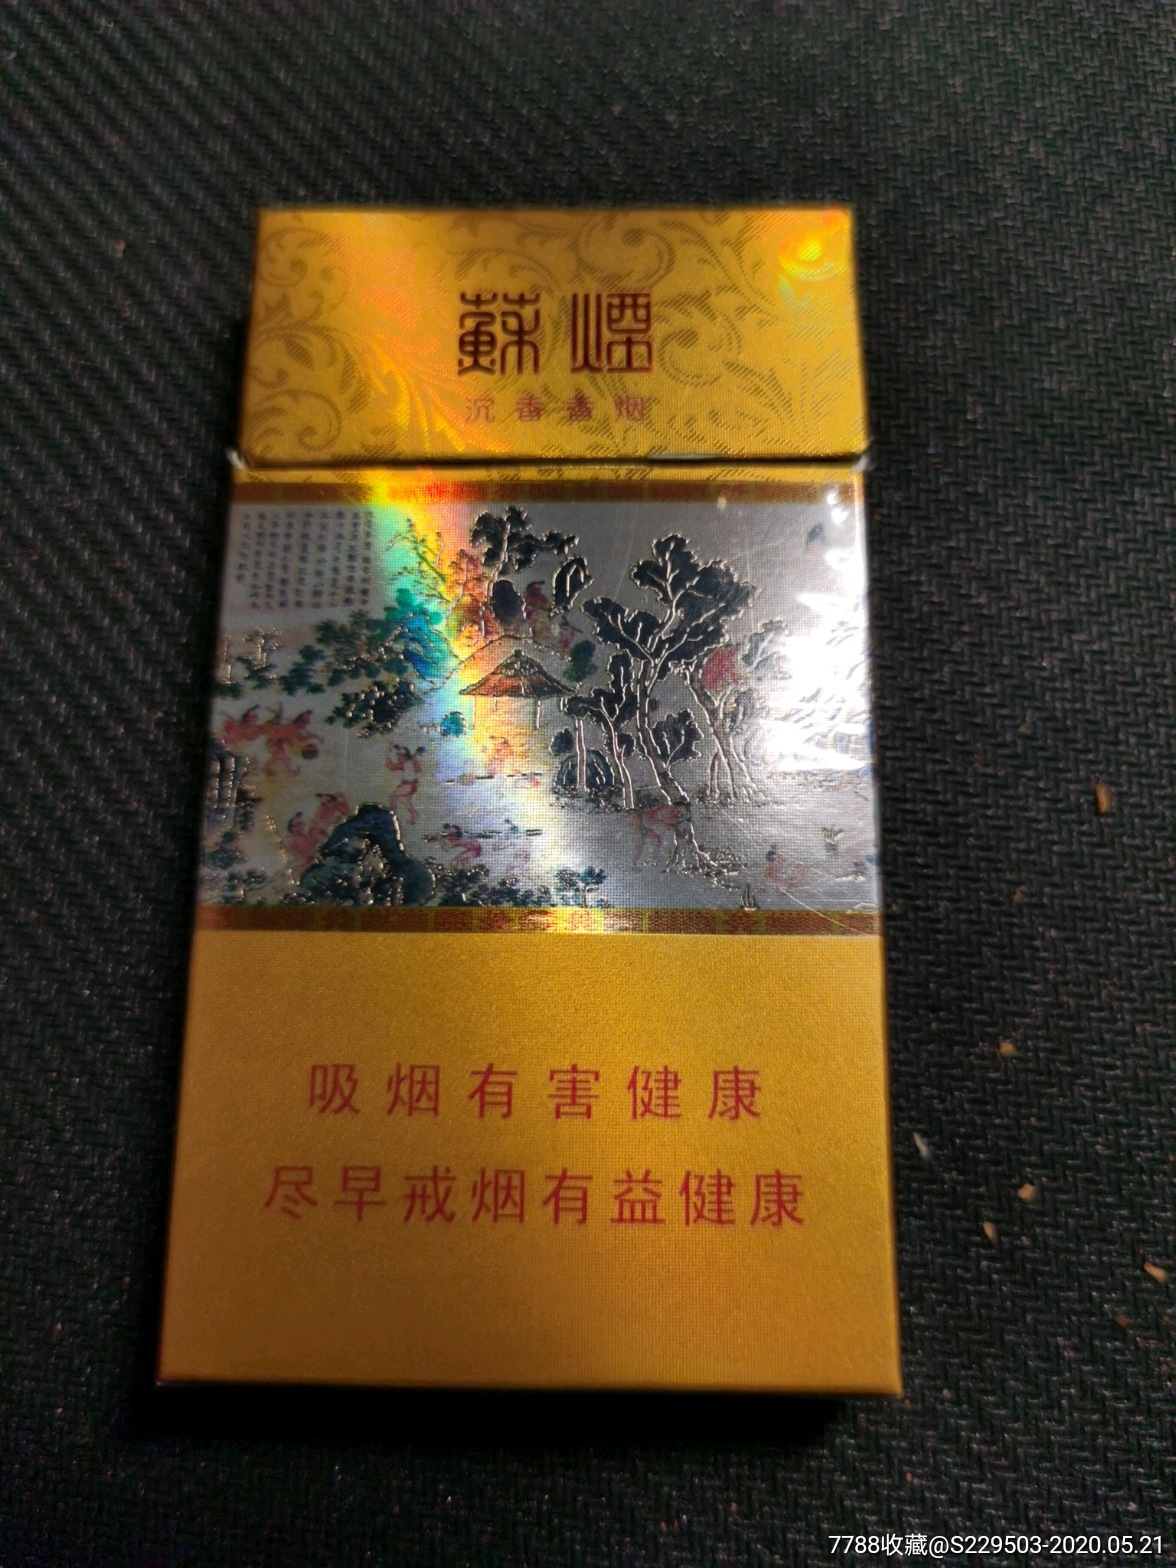 蘇煙
沉香香烟
吸烟有害健康
尽早戒烟有益健康
7788收藏@S229503-2020.05.21